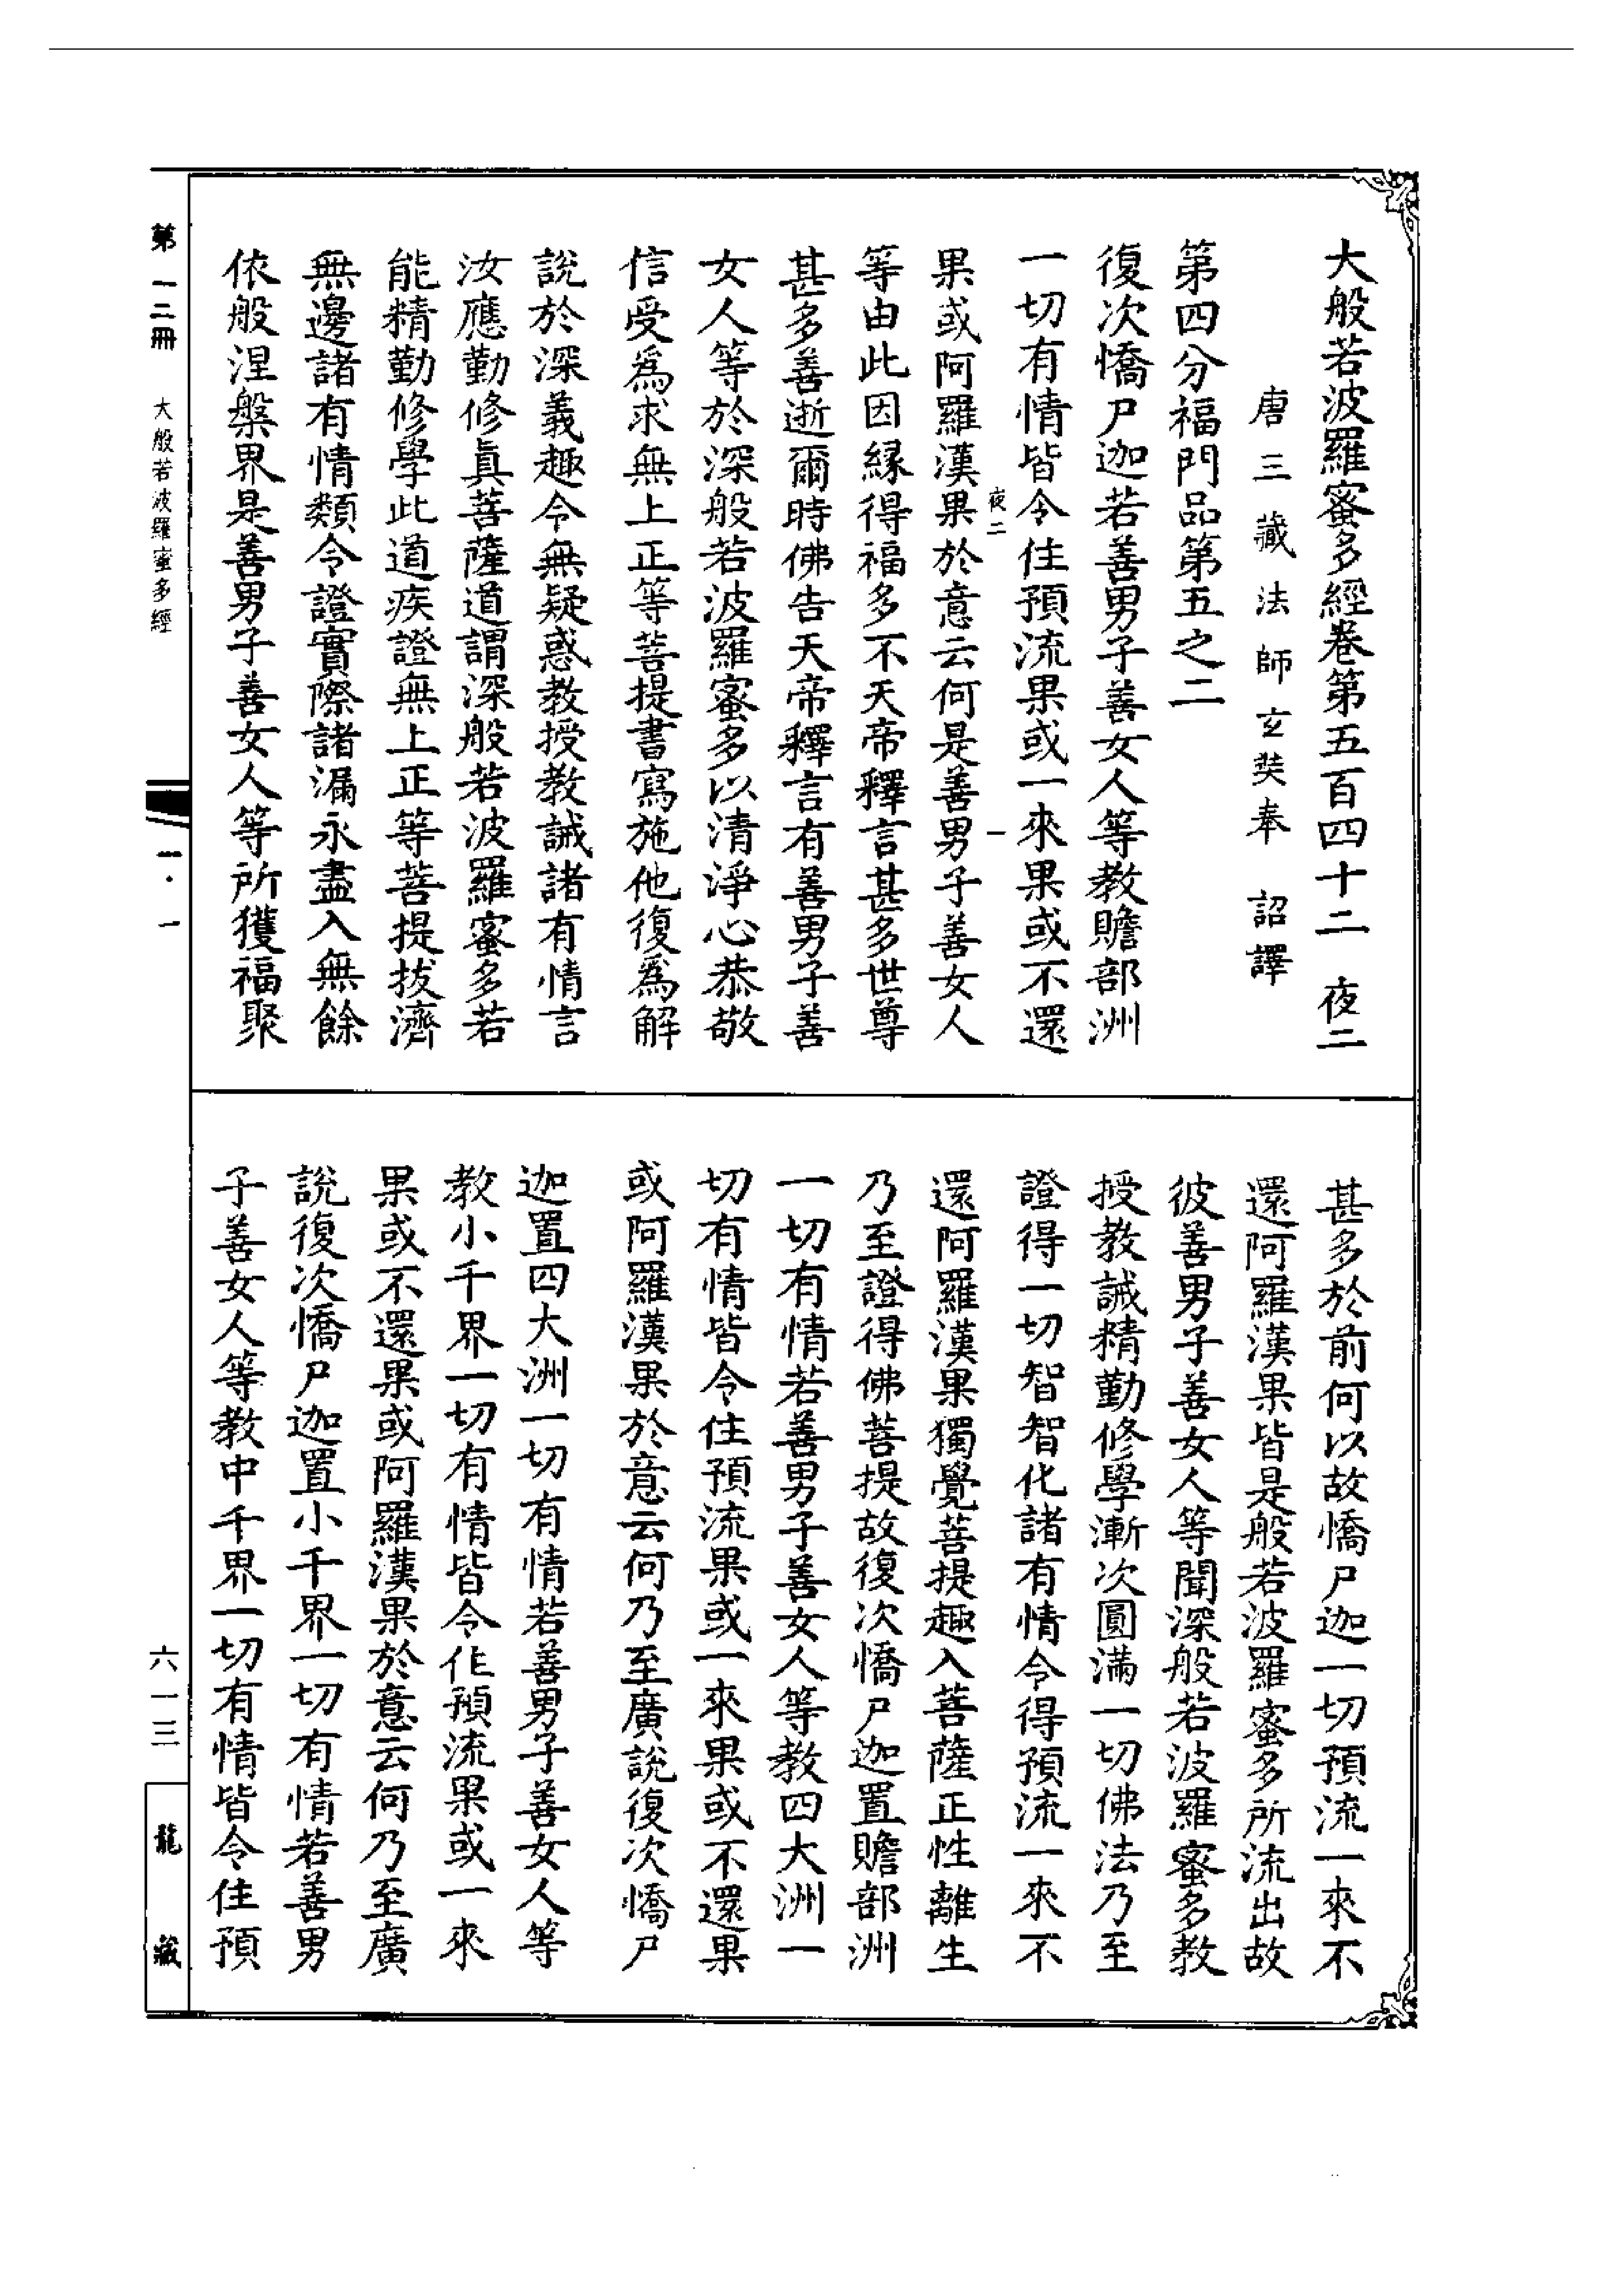 大般若波羅蜜多經卷第五百四十二　夜二
唐三藏法師玄奘奉　詔譯
第四分福門品第五之二
復次憍尸迦若善男子善女人等教贍部洲
一切有情皆令住預流果或一來果或不還
夜二　一
果或阿羅漢果於意云何是善男子善女人
等由此因緣得福多不天帝釋言甚多世尊
甚多善逝爾時佛告天帝釋言有善男子善
女人等於深般若波羅蜜多以清淨心恭敬
信受爲求無上正等菩提書寫施他復爲解
說於深義趣令無疑惑教授教誡諸有情言
汝應勤修眞菩薩道謂深般若波羅蜜多若
能精勤修學此道疾證無上正等菩提拔濟
無邊諸有情類令證實際諸漏永盡入無餘
依般涅槃界是善男子善女人等所獲福聚
甚多於前何以故憍尸迦一切預流一來不
還阿羅漢果皆是般若波羅蜜多所流出故
彼善男子善女人等聞深般若波羅蜜多教
授教誡精勤修學漸次圓滿一切佛法乃至
證得一切智智化諸有情令得預流一來不
還阿羅漢果獨覺菩提趣入菩薩正性離生
乃至證得佛菩提故復次憍尸迦置贍部洲
一切有情若善男子善女人等教四大洲一
切有情皆令住預流果或一來果或不還果
或阿羅漢果於意云何乃至廣說復次憍尸
迦置四大洲一切有情若善男子善女人等
教小千界一切有情皆令住預流果或一來
果或不還果或阿羅漢果於意云何乃至廣
說復次憍尸迦置小千界一切有情若善男
子善女人等教中千界一切有情皆令住預
第一二冊　大般若波羅蜜多經
一·一
六一三
龍藏